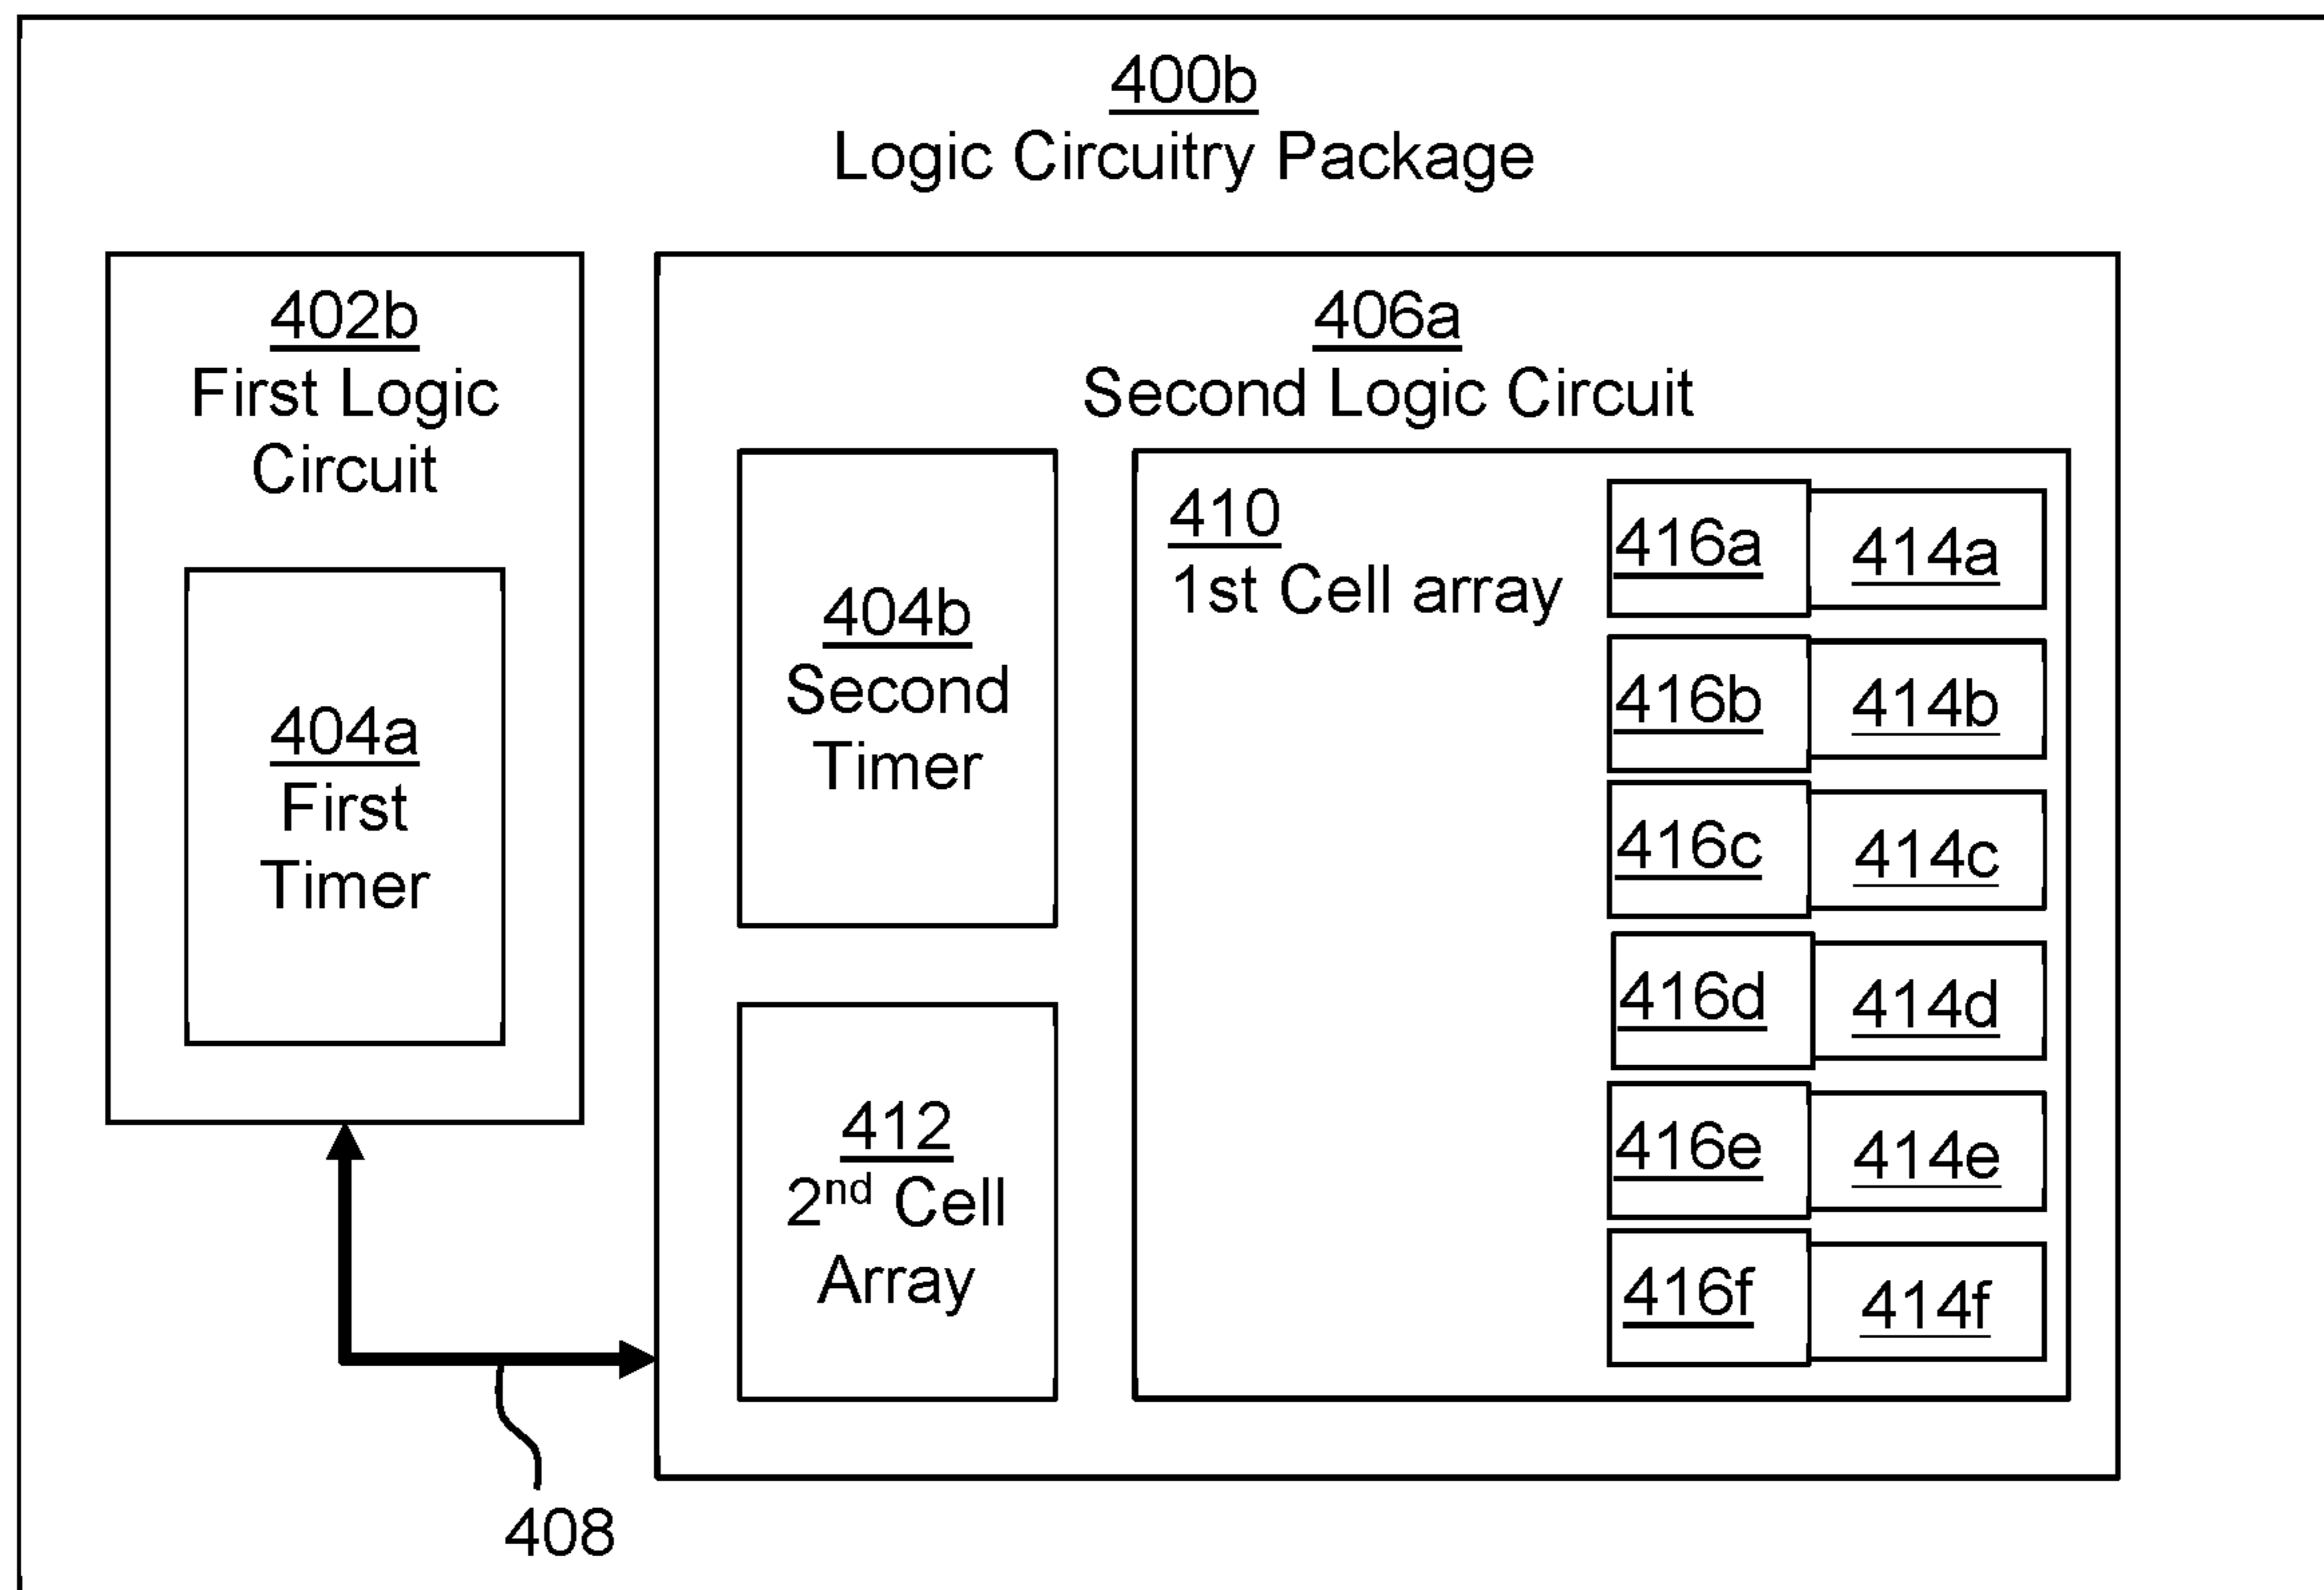 400b
Logic Circuitry Package
402b
First Logic
Circuit
404a
First
Timer
406a
Second Logic Circuit
404b
Second
Timer
412
2nd Cell
Array
410
1st Cell array
416a 414a
416b 414b
416c 414c
416d 414d
416e 414e
416f 414f
408